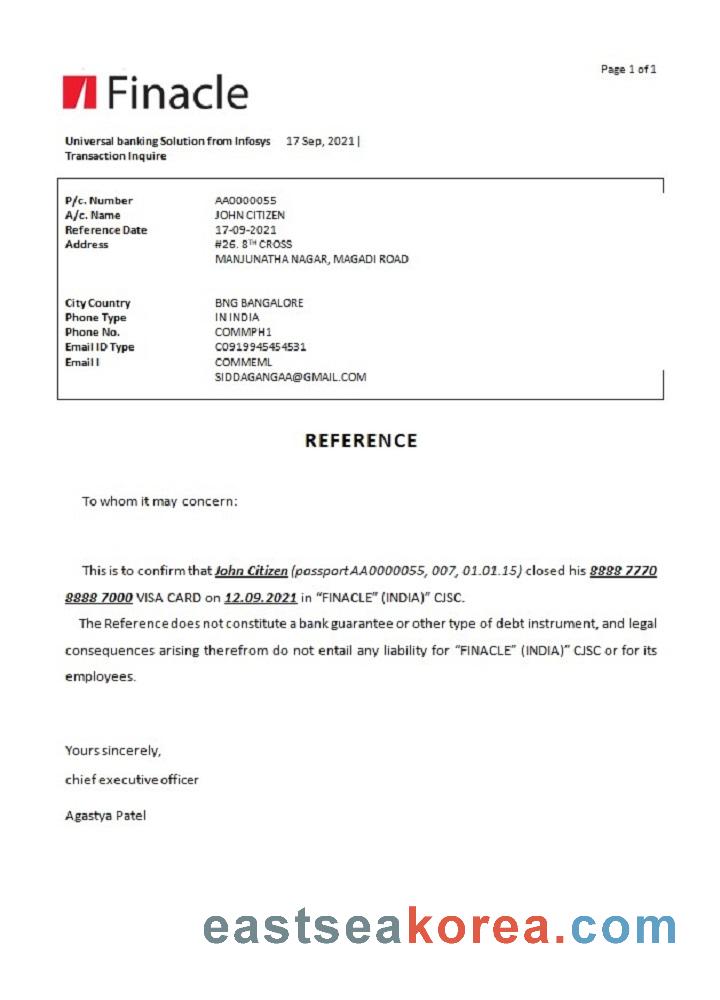 Page 1 of 1
Finacle
Universal banking Solution from Infosys 17 Sep, 2021 |
Transaction Inquire
P/c. Number AA0000055
A/c. Name JOHN CITIZEN
Reference Date 17-09-2021
Address #26. 8TH CROSS
MANJUNATHA NAGAR, MAGADI ROAD
City Country BNG BANGALORE
Phone Type IN INDIA
Phone No. COMMPH1
Email ID Type C0919945454531
Email I COMMEML
SIDDAGANGAA@GMAIL.COM
REFERENCE
To whom it may concern:
This is to confirm that John Citizen (passport AA0000055, 007, 01.01.15) closed his 8888 7770
8888 7000 VISA CARD on 12.09.2021 in “FINACLE” (INDIA)” CJSC.
The Reference does not constitute a bank guarantee or other type of debt instrument, and legal
consequences arising therefrom do not entail any liability for “FINACLE” (INDIA)” CJSC or for its
employees.
Yours sincerely,
chief executive officer
Agastya Patel
eastseakorea.com